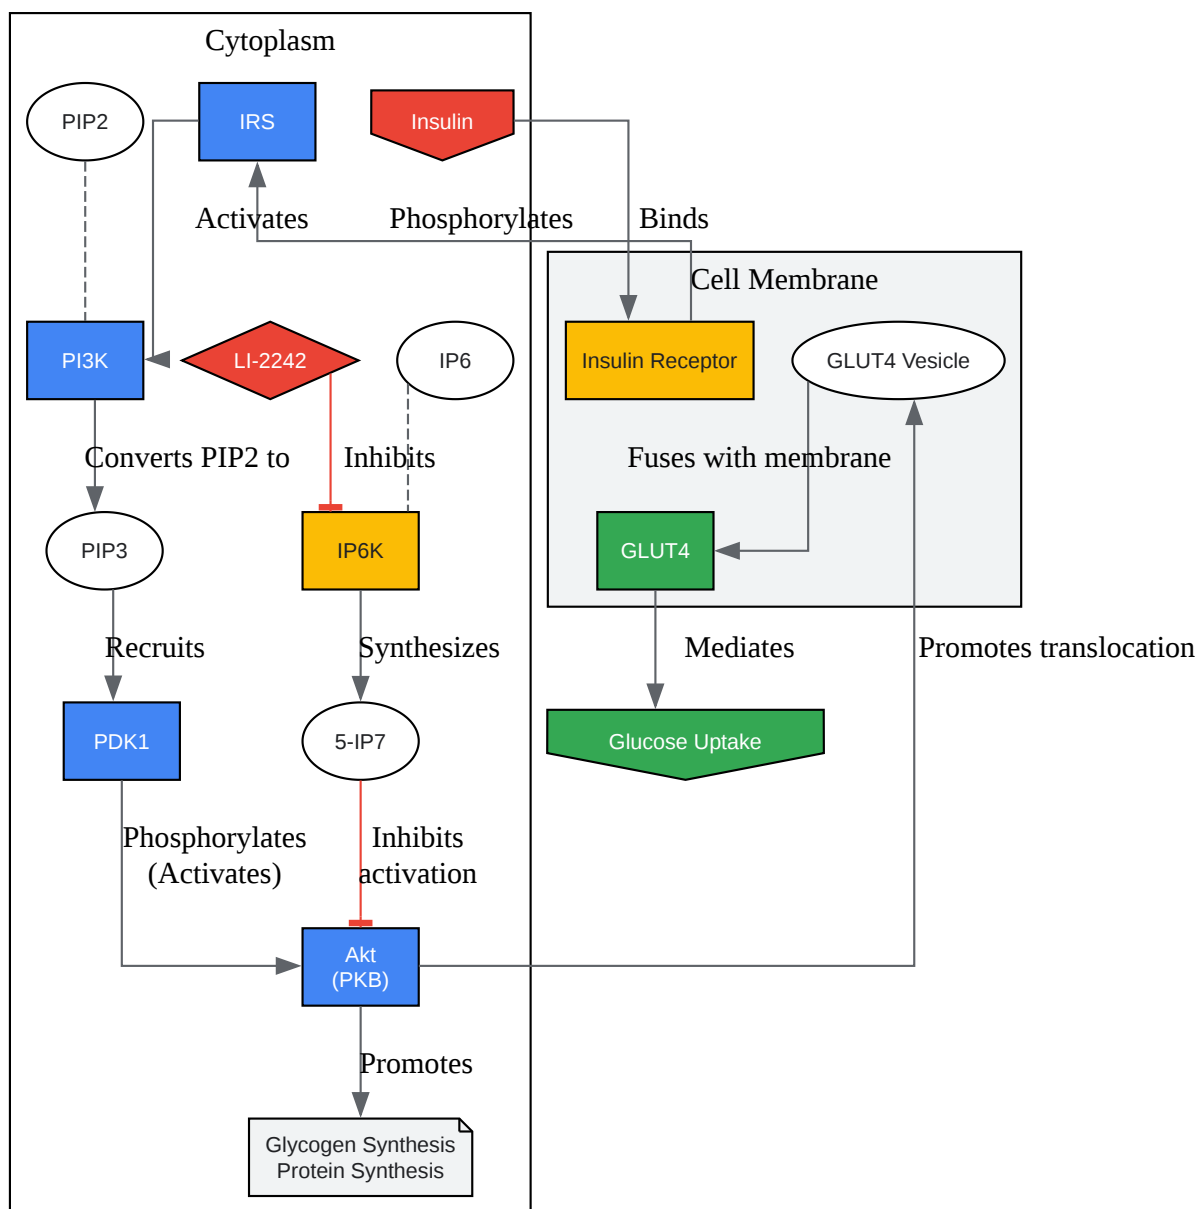 Cytoplasm
PIP2
IRS
Insulin
Activates
Phosphorylates
Binds
Cell Membrane
PI3K
LI-2242
IP6
Insulin Receptor
GLUT4 Vesicle
Converts PIP2 to
Inhibits
Fuses with membrane
PIP3
IP6K
GLUT4
Recruits
Synthesizes
Mediates
Promotes translocation
PDK1
5-IP7
Glucose Uptake
Phosphorylates
(Activates)
Inhibits
activation
Akt
(PKB)
Promotes
Glycogen Synthesis
Protein Synthesis